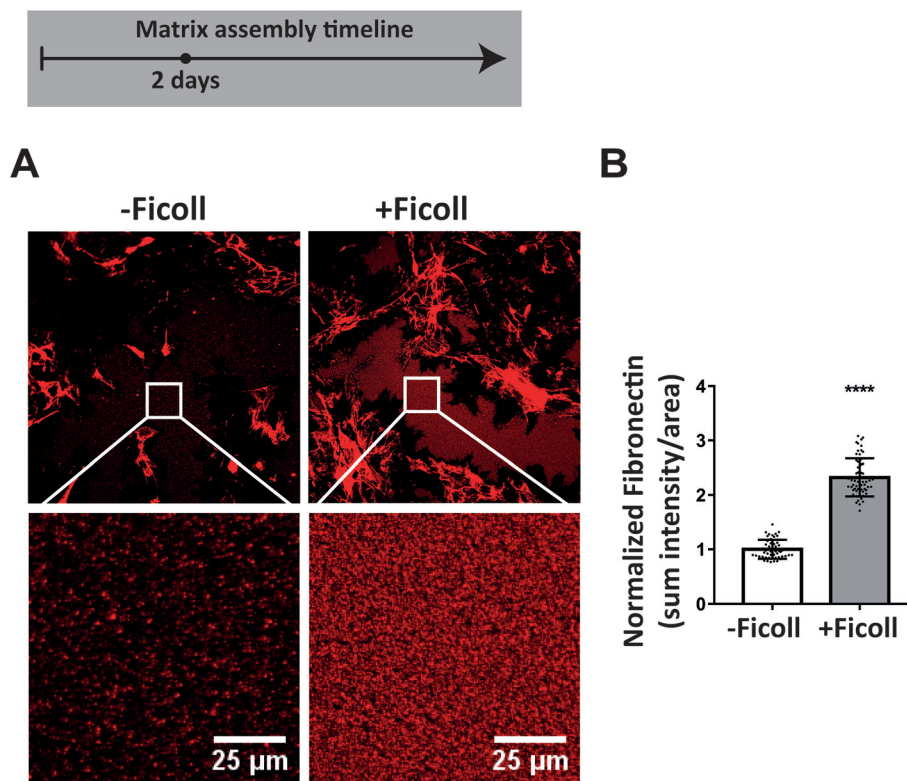 Matrix assembly timeline
2 days
A
-Ficoll
+Ficoll
25 µm
25 µm
B
Normalized Fibronectin
(sum intensity/area)
4
3
2
1
0
****
-Ficoll
+Ficoll